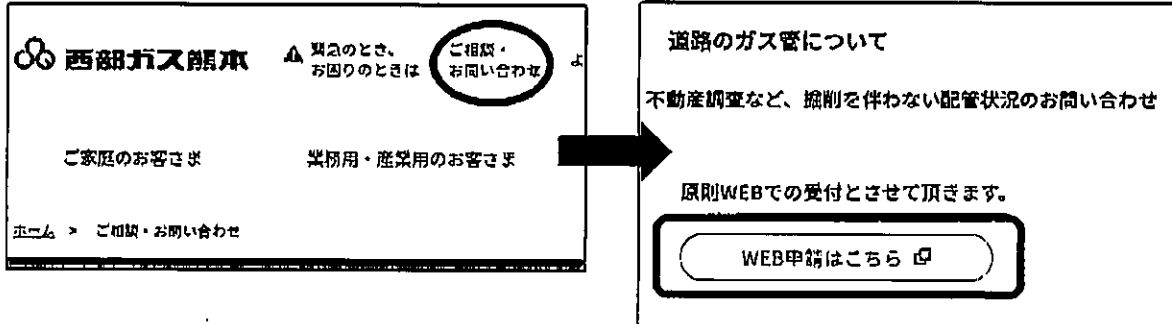 西部ガス熊本
緊急のとき、
お困りのときは
ご相談・
お問い合わせ
よ
ご家庭のお客さま
業務用・産業用のお客さま
ホーム > ご相談・お問い合わせ
道路のガス管について
不動産調査など、掘削を伴わない配管状況のお問い合わせ
原則WEBでの受付とさせて頂きます。
WEB申請はこちら